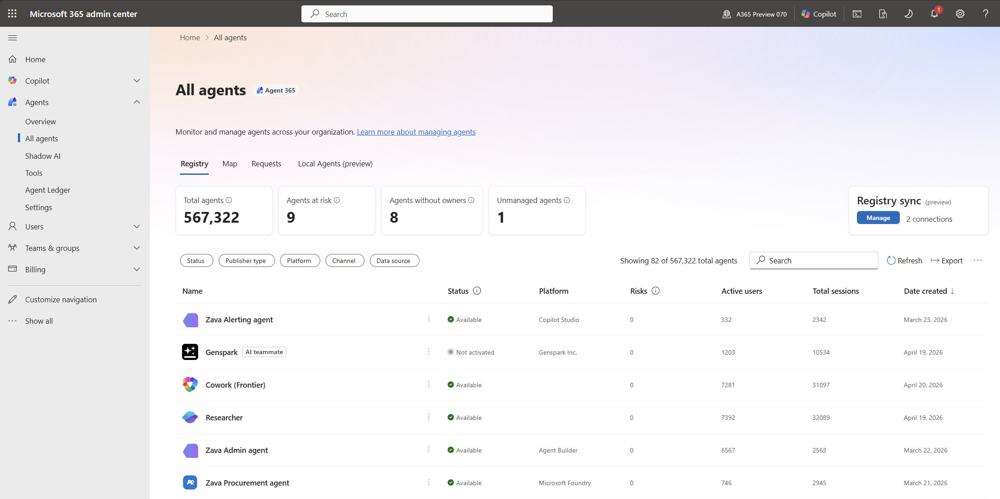 Microsoft 365 admin center
Search
A365 Preview 070
Copilot
1
Home
Copilot
Agents
Overview
All agents
Shadow AI
Tools
Agent Ledger
Settings
Users
Teams & groups
Billing
Customize navigation
Show all
Home > All agents
All agents
Agent 365
Monitor and manage agents across your organization. Learn more about managing agents
Registry Map Requests Local Agents (preview)
Total agents
567,322
Agents at risk
9
Agents without owners
8
Unmanaged agents
1
Registry sync (preview)
Manage 2 connections
Status Publisher type Platform Channel Data source
Showing 82 of 567,322 total agents
Search
Refresh
Export
Name Status Platform Risks Active users Total sessions Date created ↓
Zava Alerting agent Available Copilot Studio 0 332 2342 March 23, 2026
Genspark AI teammate Not activated Genspark Inc. 0 1203 10534 April 19, 2026
Cowork (Frontier) Available 0 7281 31097 April 20, 2026
Researcher Available 0 7392 32089 April 19, 2026
Zava Admin agent Available Agent Builder 0 6567 2563 March 22, 2026
Zava Procurement agent Available Microsoft Foundry 0 746 2945 March 21, 2026